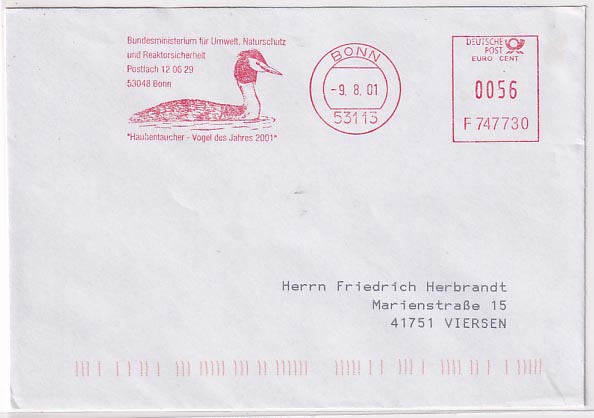 Bundesministerium für Umwelt, Naturschutz
und Reaktorsicherheit
Postfach 12 06 29
53048 Bonn
"Haubentaucher - Vogel des Jahres 2001"
BONN
-9. 8. 01
53113
DEUTSCHE
POST
EURO CENT
0056
F 747730
Herrn Friedrich Herbrandt
Marienstraße 15
41751 VIERSEN